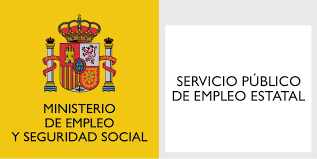 MINISTERIO
DE EMPLEO
Y SEGURIDAD SOCIAL
SERVICIO PÚBLICO
DE EMPLEO ESTATAL